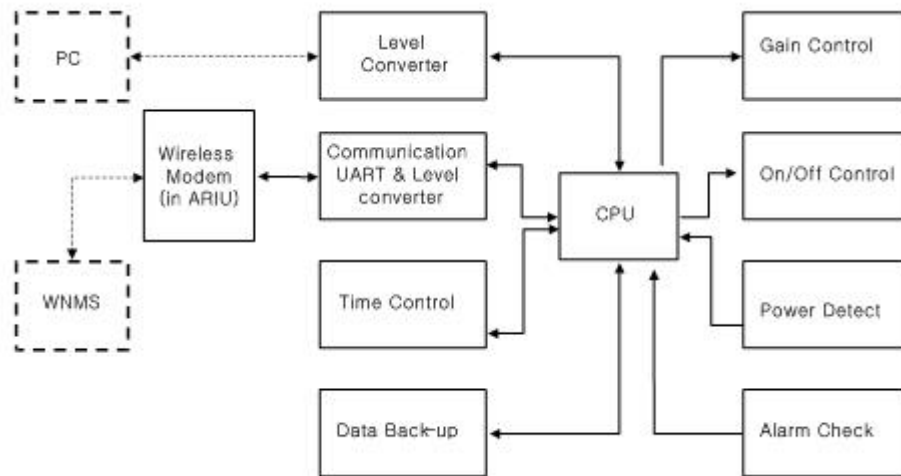 PC
Level
Converter
Gain Control
Wireless
Modem
(in ARIU)
Communication
UART & Level
converter
CPU
On/Off Control
WNMS
Time Control
Power Detect
Data Back-up
Alarm Check